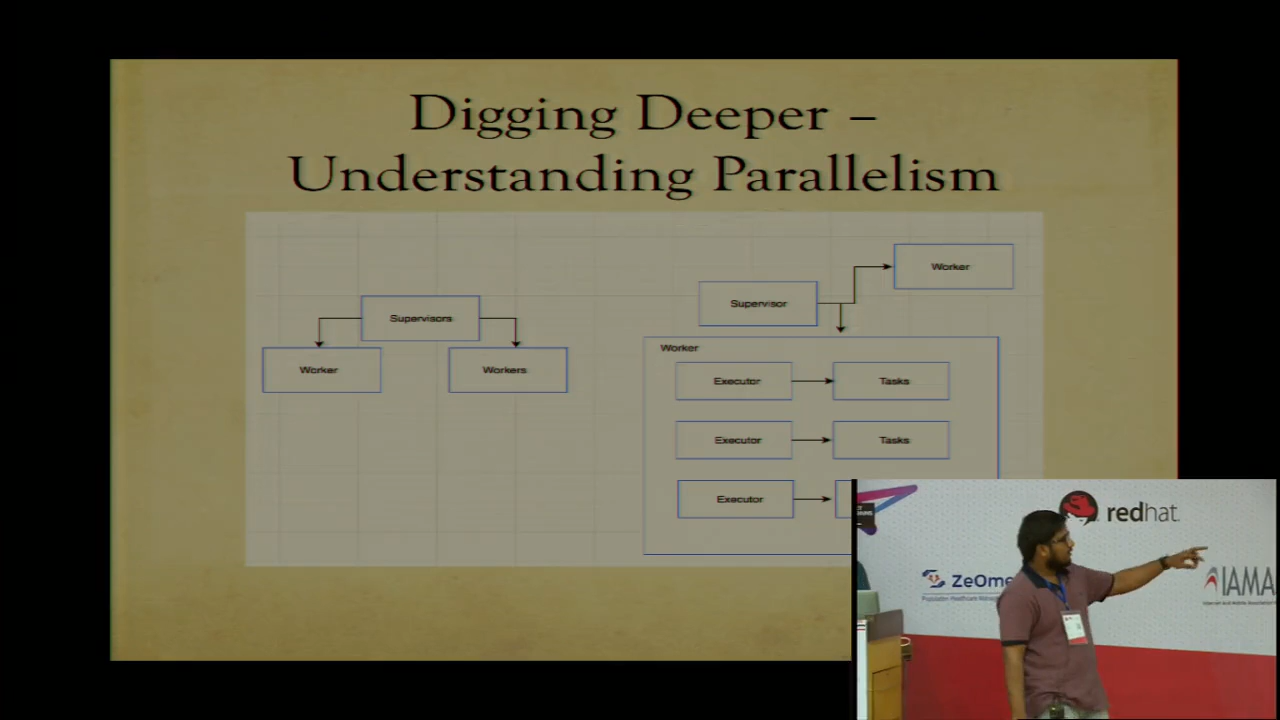 Digging Deeper –
Understanding Parallelism
Supervisors
Worker
Workers
Supervisor
Worker
Worker
Executor
Tasks
Executor
Tasks
Executor
redhat.
ZeOme
IAMA